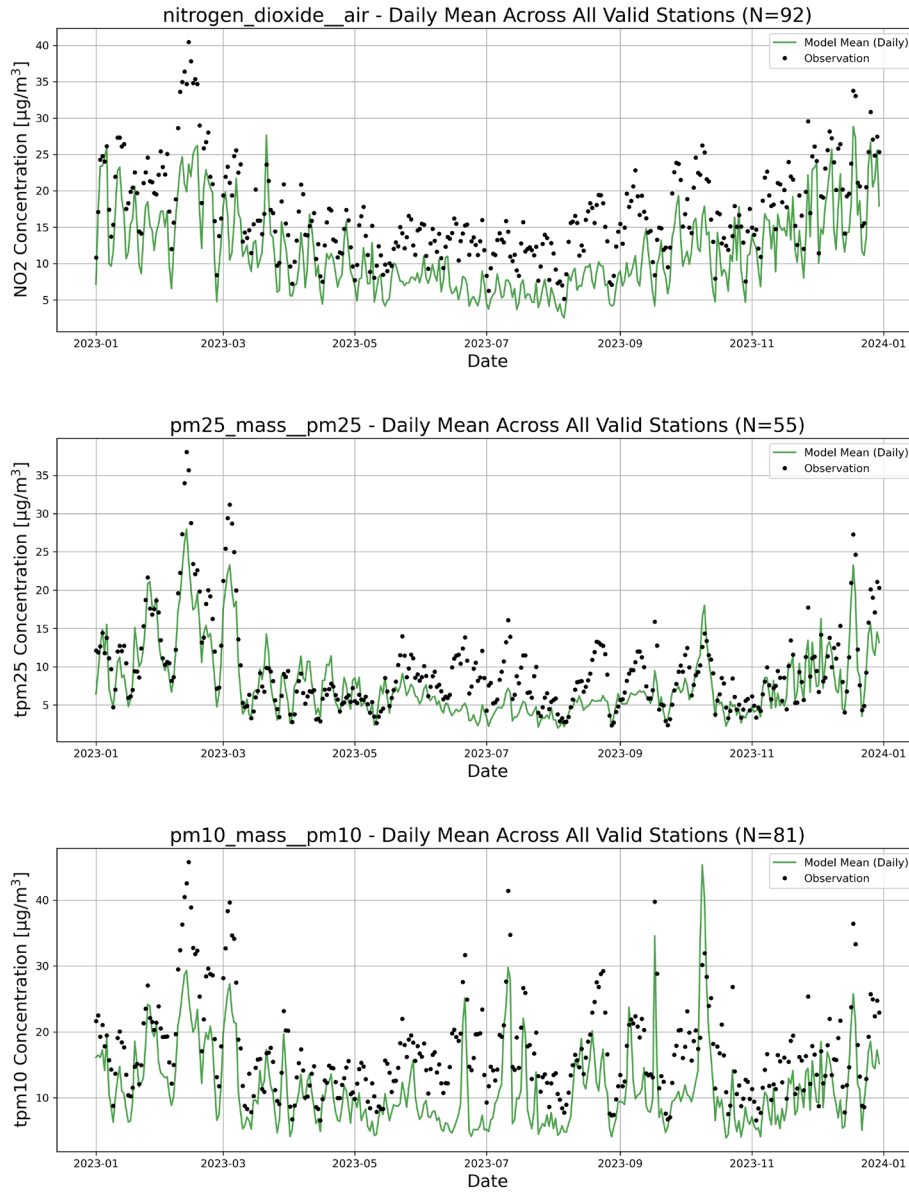 nitrogen_dioxide__air - Daily Mean Across All Valid Stations (N=92)
NO2 Concentration [µg/m³]
40
35
30
25
20
15
10
5
Model Mean (Daily)
Observation
2023-01
2023-03
2023-05
2023-07
2023-09
2023-11
2024-01
Date
pm25_mass__pm25 - Daily Mean Across All Valid Stations (N=55)
tpm25 Concentration [µg/m³]
35
30
25
20
15
10
5
Model Mean (Daily)
Observation
2023-01
2023-03
2023-05
2023-07
2023-09
2023-11
2024-01
Date
pm10_mass__pm10 - Daily Mean Across All Valid Stations (N=81)
tpm10 Concentration [µg/m³]
40
30
20
10
Model Mean (Daily)
Observation
2023-01
2023-03
2023-05
2023-07
2023-09
2023-11
2024-01
Date